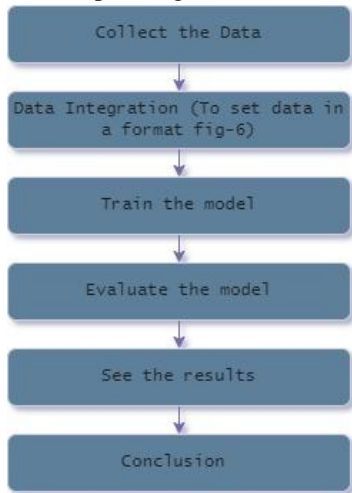 Collect the Data
Data Integration (To set data in
a format fig-6)
Train the model
Evaluate the model
See the results
Conclusion